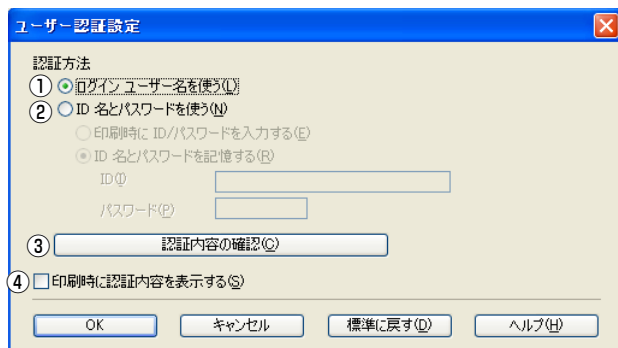 ユーザー認証設定
認証方法
① ログイン ユーザー名を使う(L)
② ID 名とパスワードを使う(N)
印刷時に ID/パスワードを入力する(E)
ID 名とパスワードを記憶する(R)
ID(I)
パスワード(P)
③ 認証内容の確認(C)
④ 印刷時に認証内容を表示する(S)
OK キャンセル 標準に戻す(D) ヘルプ(H)